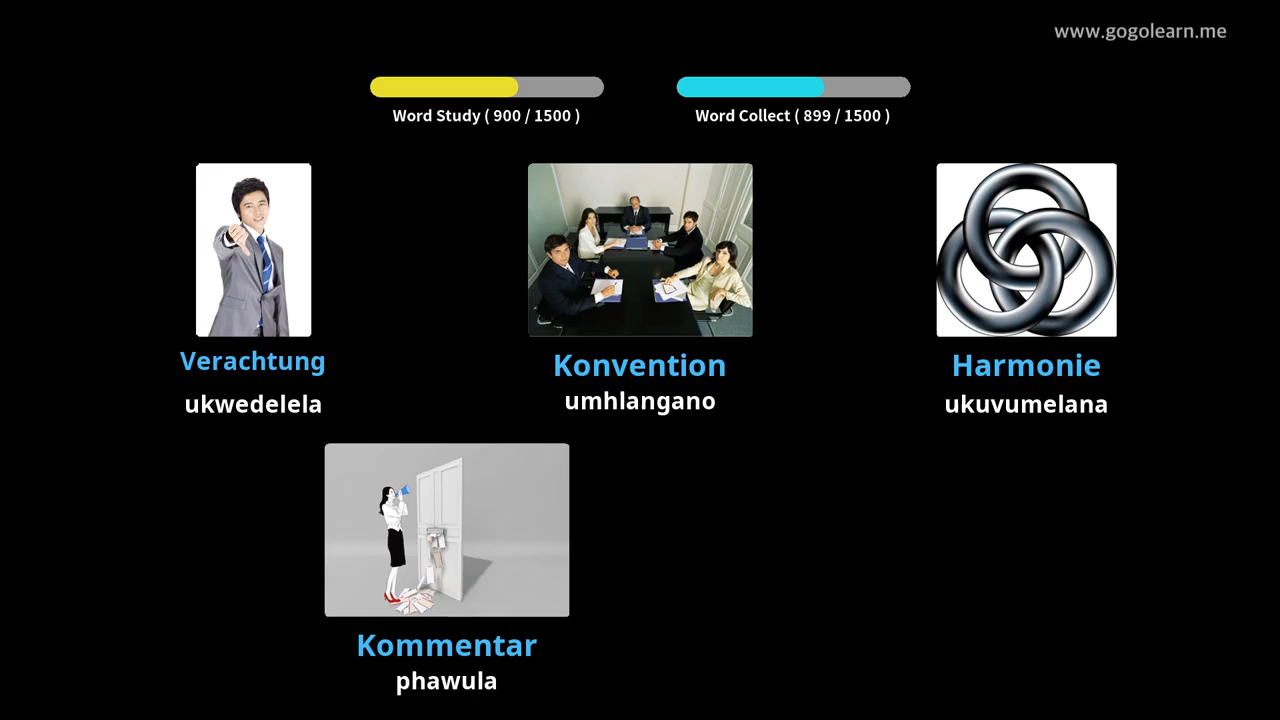 www.gogolearn.me
Word Study ( 900 / 1500 )
Word Collect ( 899 / 1500 )
Verachtung
ukwedelela
Konvention
umhlangano
Harmonie
ukuvumelana
Kommentar
phawula